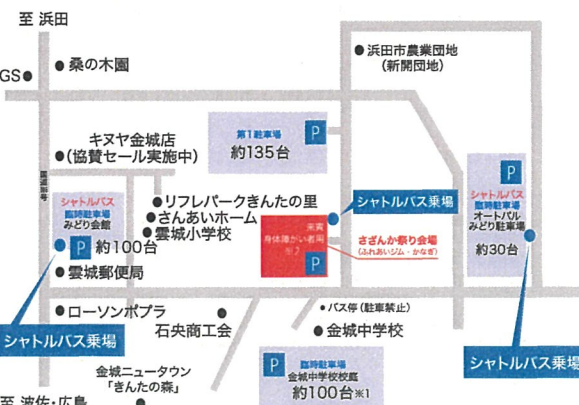 至 浜田
GS
桑の木園
浜田市農業団地
(新開団地)
キヌヤ金城店
(協賛セール実施中)
第1駐車場
P
約135台
シャトルバス
臨時駐車場
みどり会館
P 約100台
雲城郵便局
リフレパークきんたの里
さんあいホーム
雲城小学校
シャトルバス乗場
来賓
身体障がい者用
※2
P
さざんか祭り会場
(ふれあいジム・かなぎ)
P
シャトルバス
臨時駐車場
オートバル
みどり駐車場
約30台
ローソンポプラ
シャトルバス乗場
石央商工会
バス停(駐車禁止)
金城中学校
シャトルバス乗場
金城ニュータウン
「きんたの森」
P
臨時駐車場
金城中学校校庭
約100台※1
至 波佐・広島